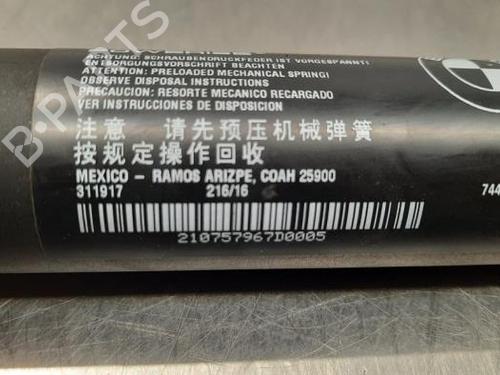 ACHTUNG: SCHRAUBENDRUCKFEDER IST VORGESPANNT!
ENTSORGUNGSVORSCHRIFT BEACHTEN
ATTENTION: PRELOADED MECHANICAL SPRING!
OBSERVE DISPOSAL INSTRUCTIONS
PRECAUCION: RESORTE MECANICO RECARGADO
VER INSTRUCCIONES DE DISPOSICION
注意 请先预压机械弹簧
按规定操作回收
MEXICO - RAMOS ARIZPE, COAH 25900
311917 216/16
744
210757967D0005
B-PARTS